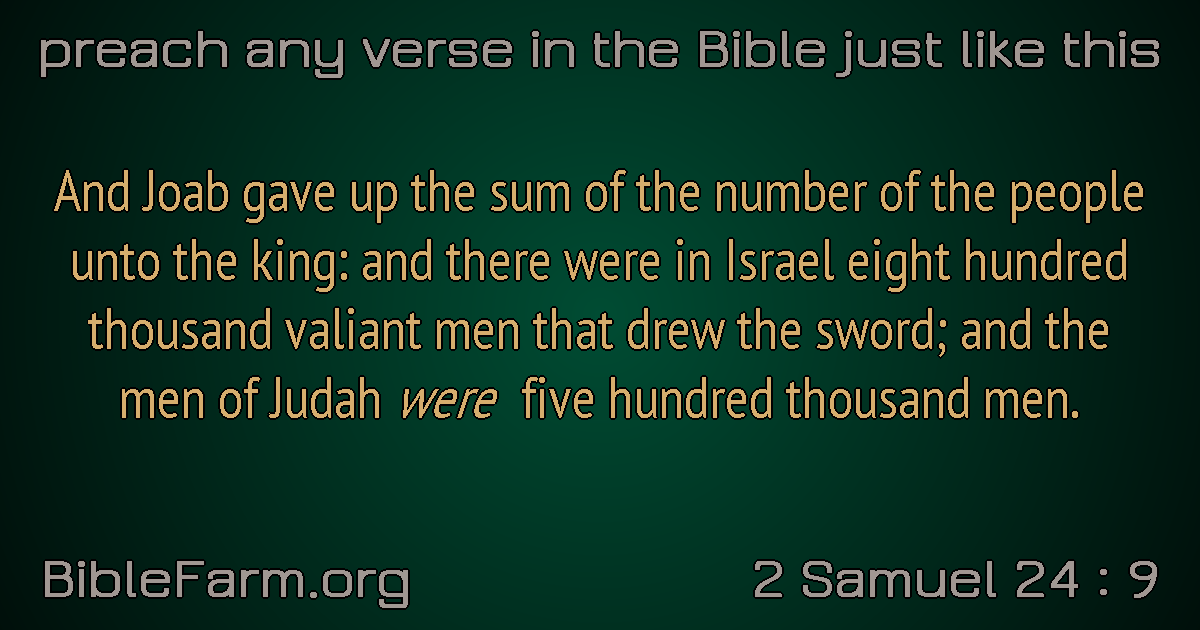 preach any verse in the Bible just like this
And Joab gave up the sum of the number of the people
unto the king: and there were in Israel eight hundred
thousand valiant men that drew the sword; and the
men of Judah were five hundred thousand men.
BibleFarm.org
2 Samuel 24 : 9